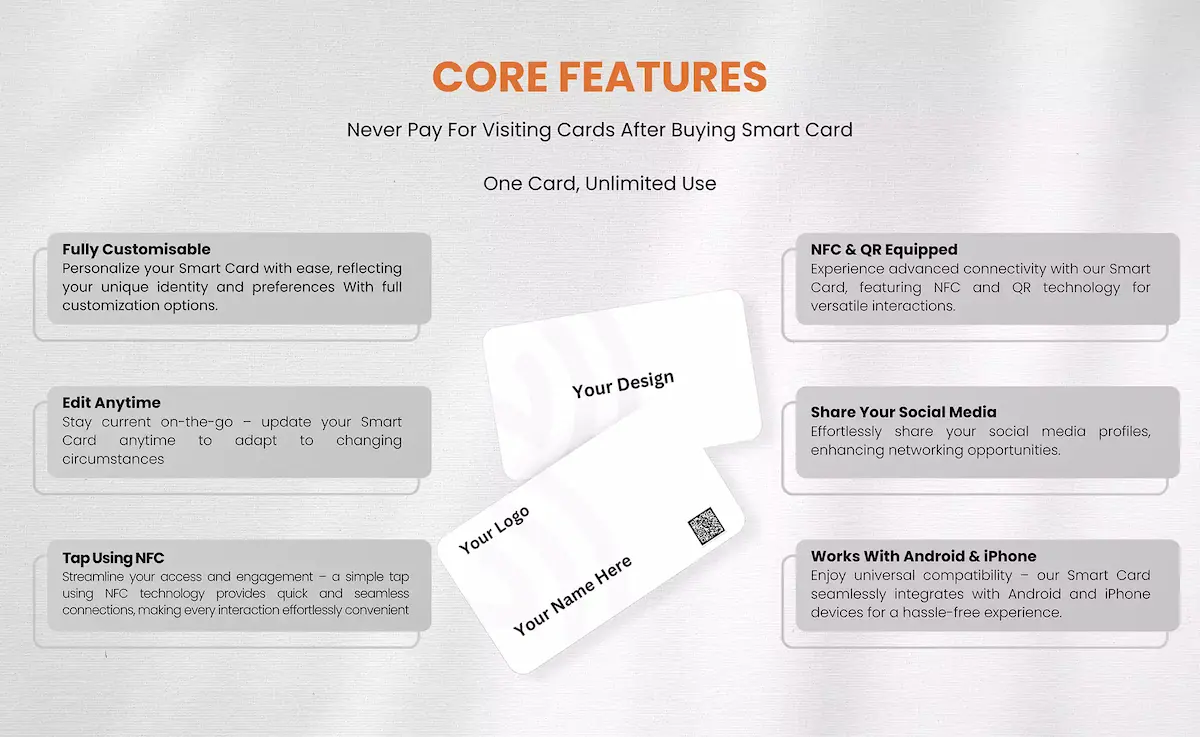 CORE FEATURES
Never Pay For Visiting Cards After Buying Smart Card
One Card, Unlimited Use
Fully Customisable
Personalize your Smart Card with ease, reflecting
your unique identity and preferences With full
customization options.
Edit Anytime
Stay current on-the-go – update your Smart
Card anytime to adapt to changing
circumstances
Tap Using NFC
Streamline your access and engagement – a simple tap
using NFC technology provides quick and seamless
connections, making every interaction effortlessly convenient
Your Design
Your Logo
Your Name Here
NFC & QR Equipped
Experience advanced connectivity with our Smart
Card, featuring NFC and QR technology for
versatile interactions.
Share Your Social Media
Effortlessly share your social media profiles,
enhancing networking opportunities.
Works With Android & iPhone
Enjoy universal compatibility – our Smart Card
seamlessly integrates with Android and iPhone
devices for a hassle-free experience.